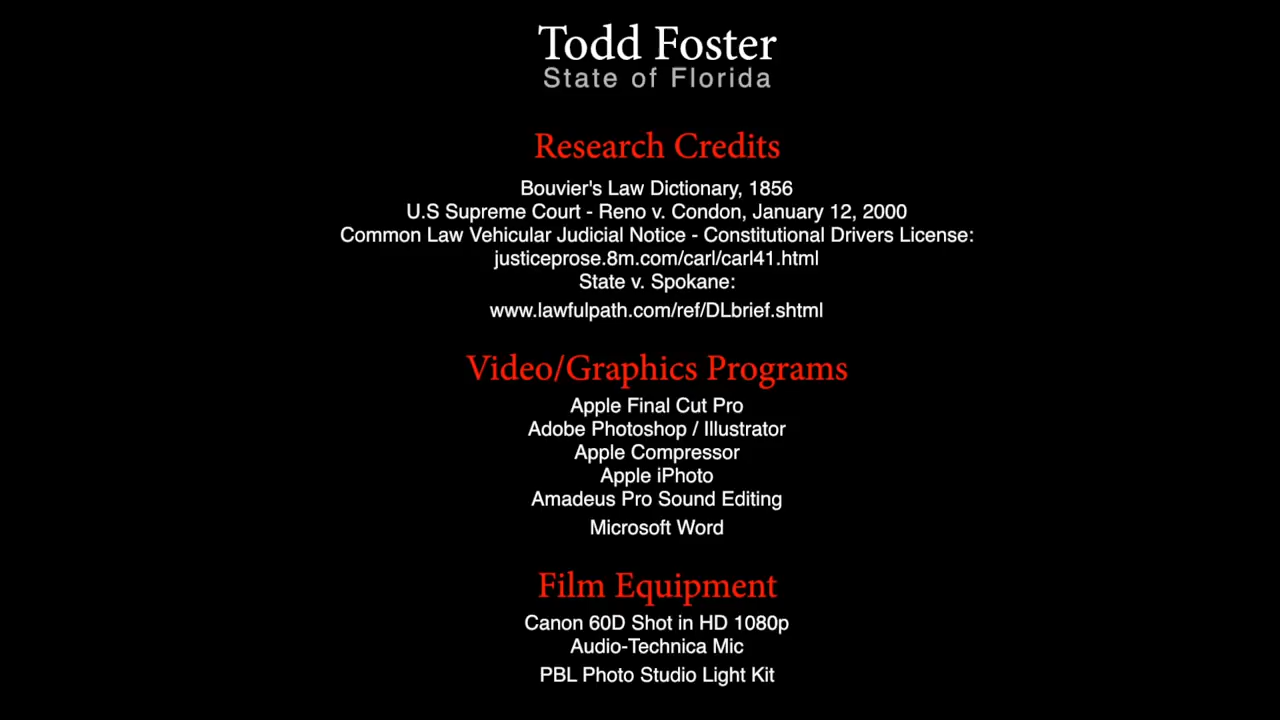 Todd Foster
State of Florida
Research Credits
Bouvier's Law Dictionary, 1856
U.S Supreme Court - Reno v. Condon, January 12, 2000
Common Law Vehicular Judicial Notice - Constitutional Drivers License:
justiceprose.8m.com/carl/carl41.html
State v. Spokane:
www.lawfulpath.com/ref/DLbrief.shtml
Video/Graphics Programs
Apple Final Cut Pro
Adobe Photoshop / Illustrator
Apple Compressor
Apple iPhoto
Amadeus Pro Sound Editing
Microsoft Word
Film Equipment
Canon 60D Shot in HD 1080p
Audio-Technica Mic
PBL Photo Studio Light Kit